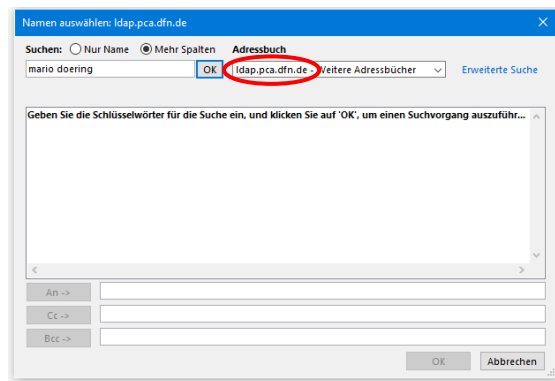 Namen auswählen: ldap.pca.dfn.de
Suchen: Nur Name Mehr Spalten Adressbuch
mario doering OK ldap.pca.dfn.de - Weitere Adressbücher Erweiterte Suche
Geben Sie die Schlüsselwörter für die Suche ein, und klicken Sie auf 'OK', um einen Suchvorgang auszuführ...
An ->
Cc ->
Bcc ->
OK Abbrechen